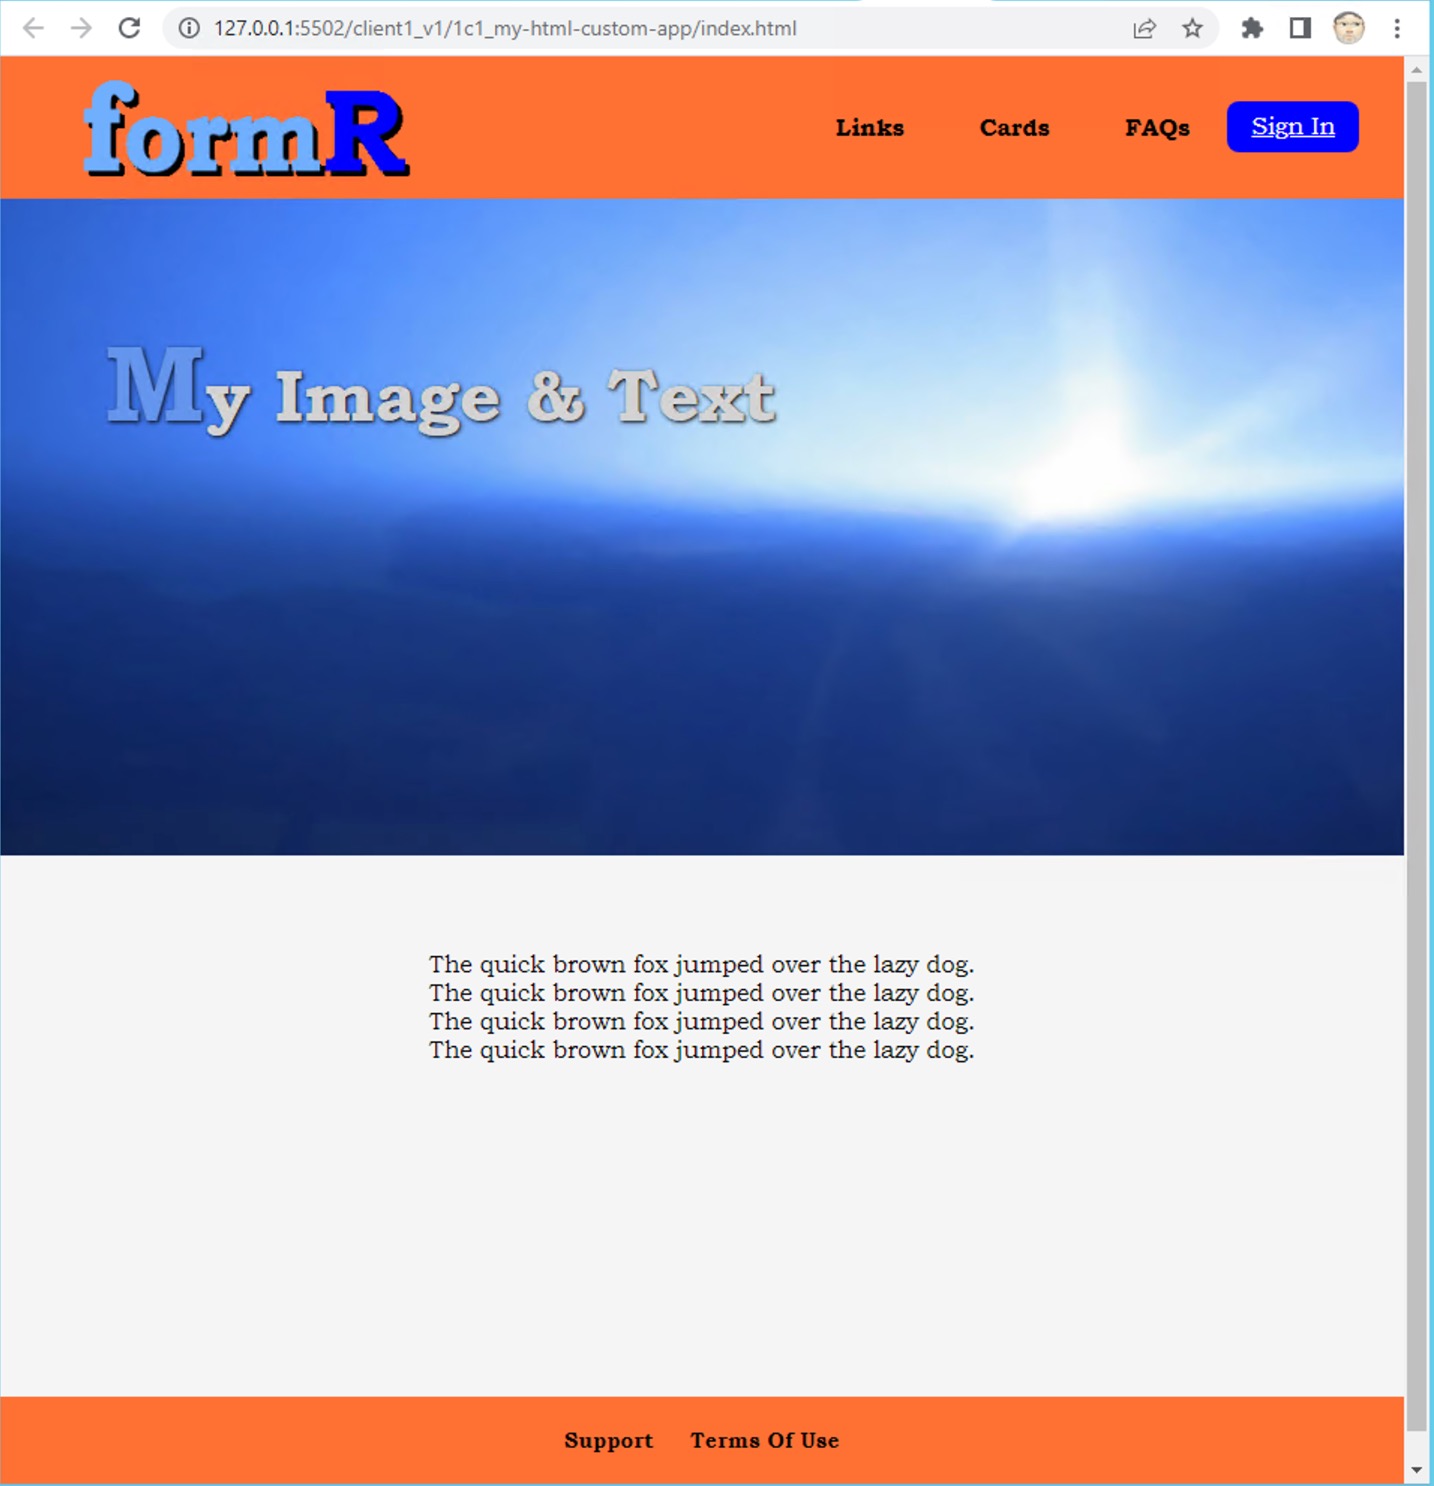 127.0.0.1:5502/client1_v1/1c1_my-html-custom-app/index.html
formR
Links Cards FAQs Sign In
My Image & Text
The quick brown fox jumped over the lazy dog.
The quick brown fox jumped over the lazy dog.
The quick brown fox jumped over the lazy dog.
The quick brown fox jumped over the lazy dog.
Support Terms Of Use